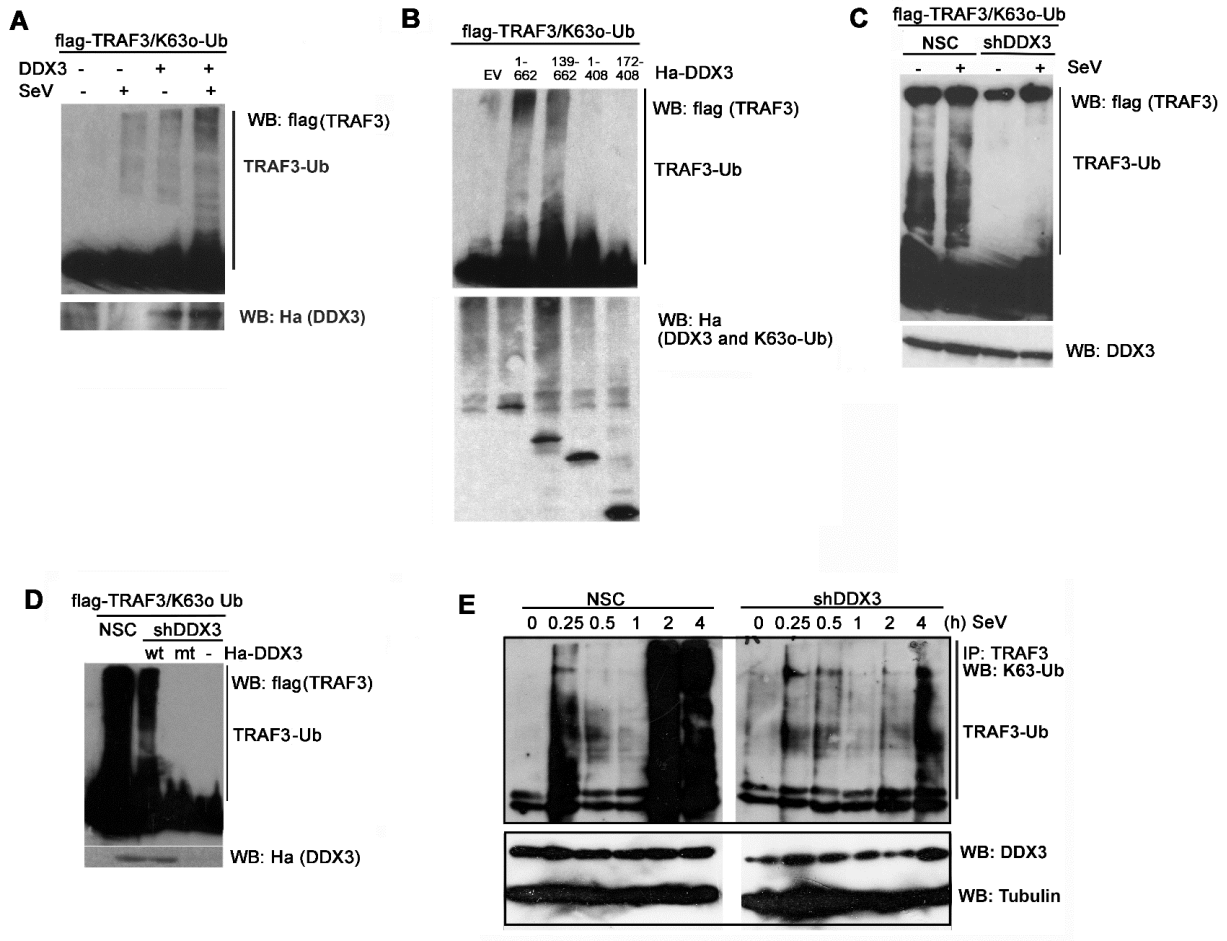 A
flag-TRAF3/K63o-Ub
DDX3 - - + +
SeV - + - +
WB: flag(TRAF3)
TRAF3-Ub
WB: Ha (DDX3)
B
flag-TRAF3/K63o-Ub
EV 1-662 139-662 1-408 172-408 Ha-DDX3
WB: flag (TRAF3)
TRAF3-Ub
WB: Ha
(DDX3 and K63o-Ub)
C
flag-TRAF3/K63o-Ub
NSC shDDX3
- + - + SeV
WB: flag (TRAF3)
TRAF3-Ub
WB: DDX3
D
flag-TRAF3/K63o Ub
NSC shDDX3
wt mt - Ha-DDX3
WB: flag(TRAF3)
TRAF3-Ub
WB: Ha (DDX3)
E
NSC shDDX3
0 0.25 0.5 1 2 4 0 0.25 0.5 1 2 4 (h) SeV
IP: TRAF3
WB: K63-Ub
TRAF3-Ub
WB: DDX3
WB: Tubulin